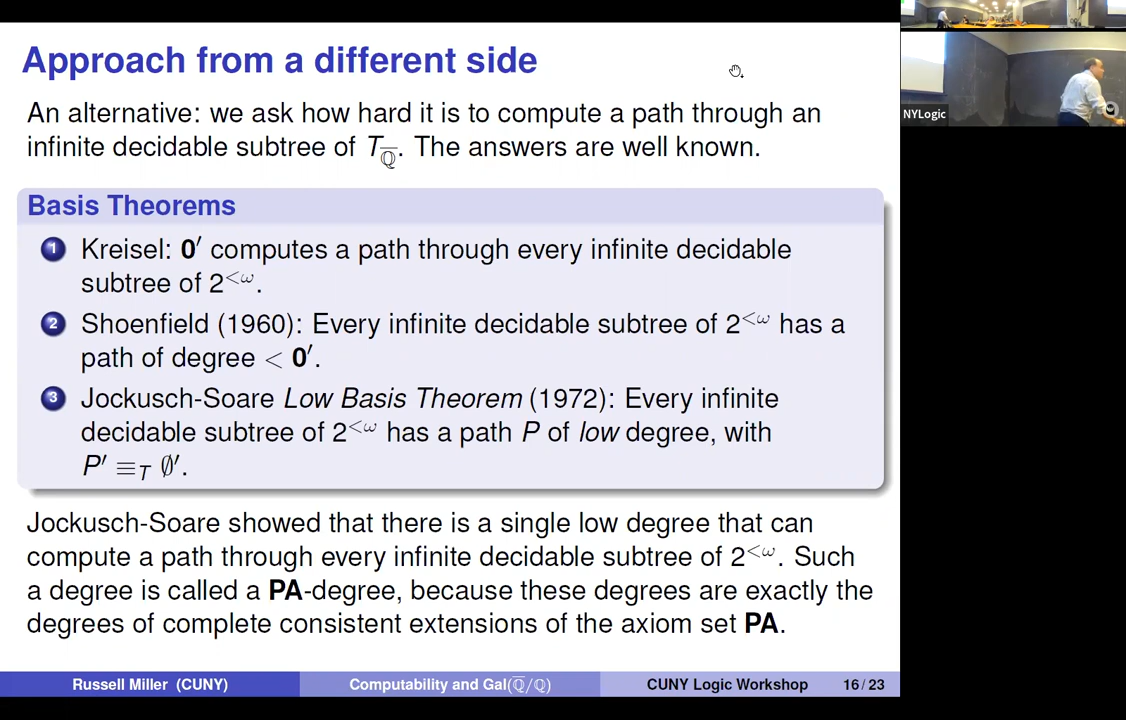 Approach from a different side
An alternative: we ask how hard it is to compute a path through an
infinite decidable subtree of T_ℚ̅. The answers are well known.
Basis Theorems
1 Kreisel: 0′ computes a path through every infinite decidable
subtree of 2^{<ω}.
2 Shoenfield (1960): Every infinite decidable subtree of 2^{<ω} has a
path of degree < 0′.
3 Jockusch-Soare Low Basis Theorem (1972): Every infinite
decidable subtree of 2^{<ω} has a path P of low degree, with
P′ ≡_T ∅′.
Jockusch-Soare showed that there is a single low degree that can
compute a path through every infinite decidable subtree of 2^{<ω}. Such
a degree is called a PA-degree, because these degrees are exactly the
degrees of complete consistent extensions of the axiom set PA.
Russell Miller (CUNY) Computability and Gal(ℚ̅/ℚ) CUNY Logic Workshop 16 / 23
NYLogic